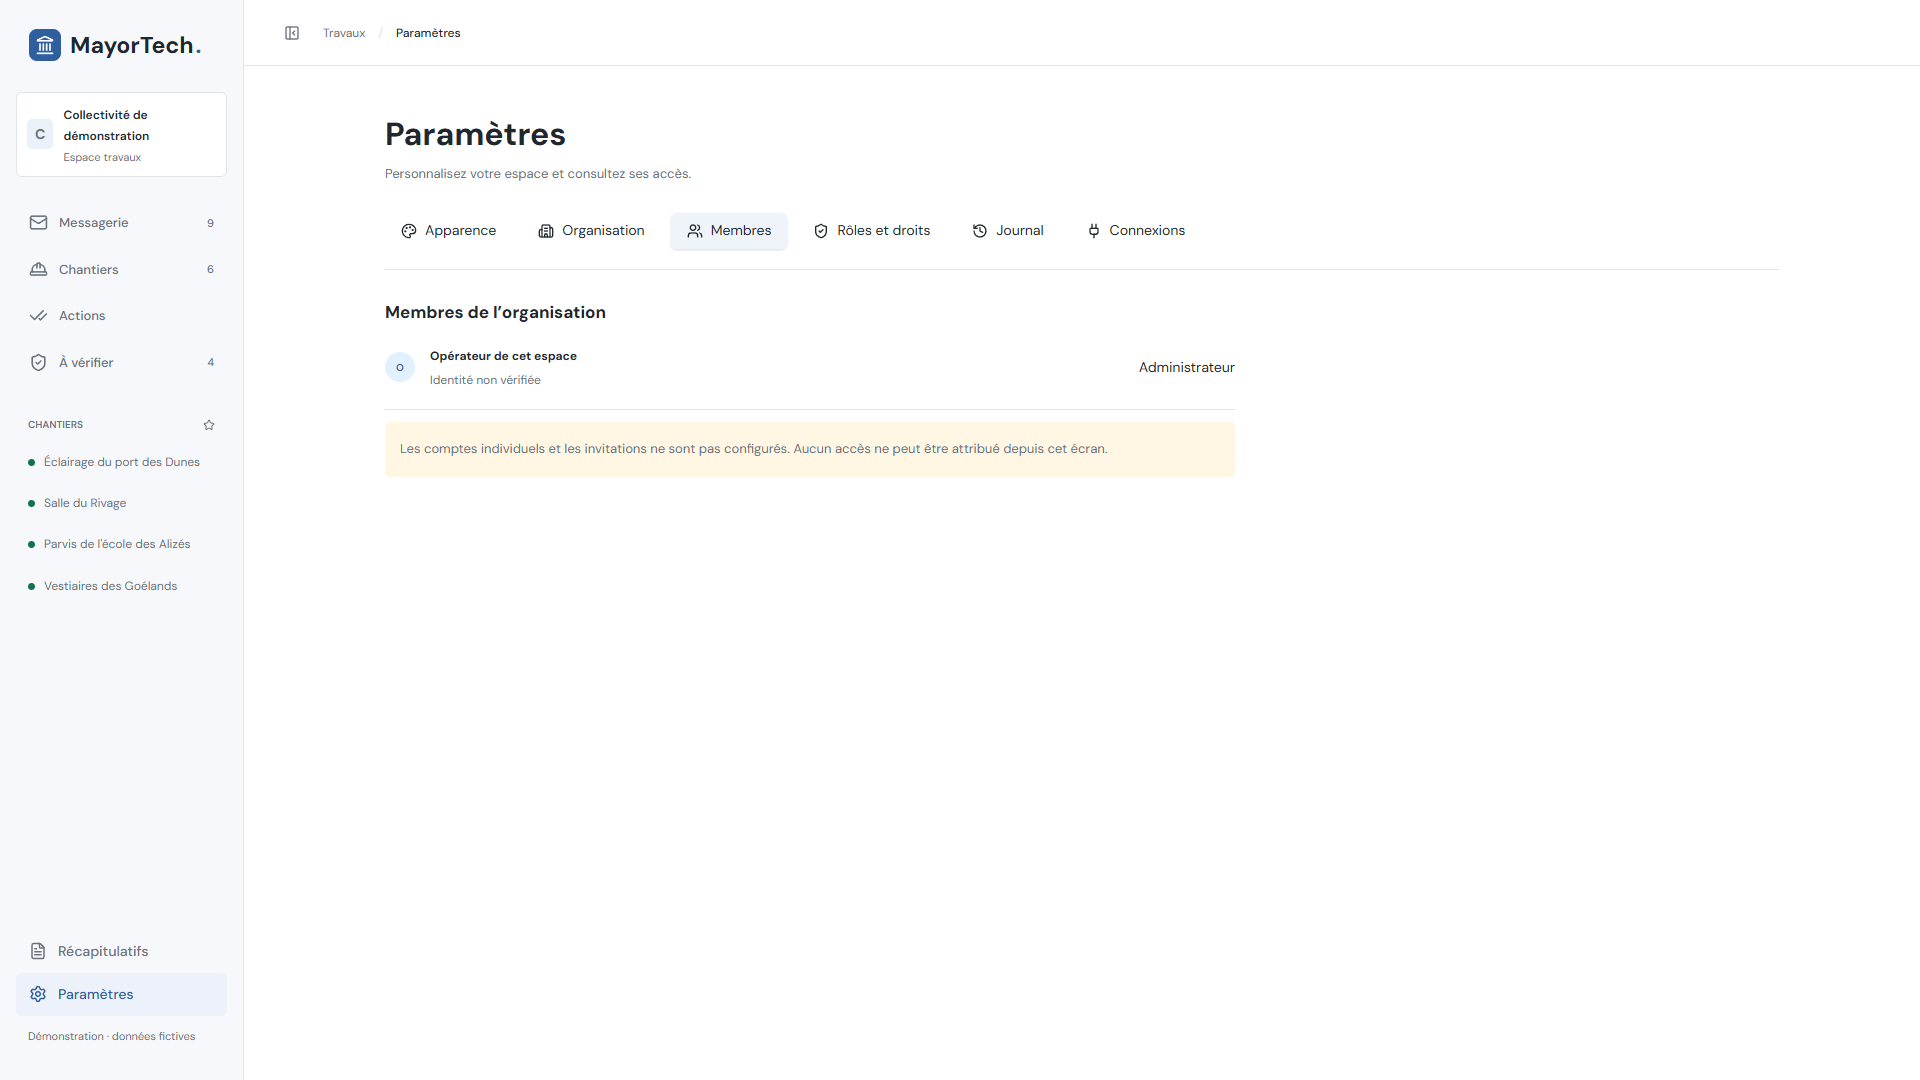 MayorTech.
Collectivité de
démonstration
Espace travaux
C
Messagerie 9
Chantiers 6
Actions
À vérifier 4
CHANTIERS
Éclairage du port des Dunes
Salle du Rivage
Parvis de l'école des Alizés
Vestiaires des Goélands
Récapitulatifs
Paramètres
Démonstration · données fictives
Travaux / Paramètres
Paramètres
Personnalisez votre espace et consultez ses accès.
Apparence Organisation Membres Rôles et droits Journal Connexions
Membres de l’organisation
O
Opérateur de cet espace
Identité non vérifiée
Administrateur
Les comptes individuels et les invitations ne sont pas configurés. Aucun accès ne peut être attribué depuis cet écran.